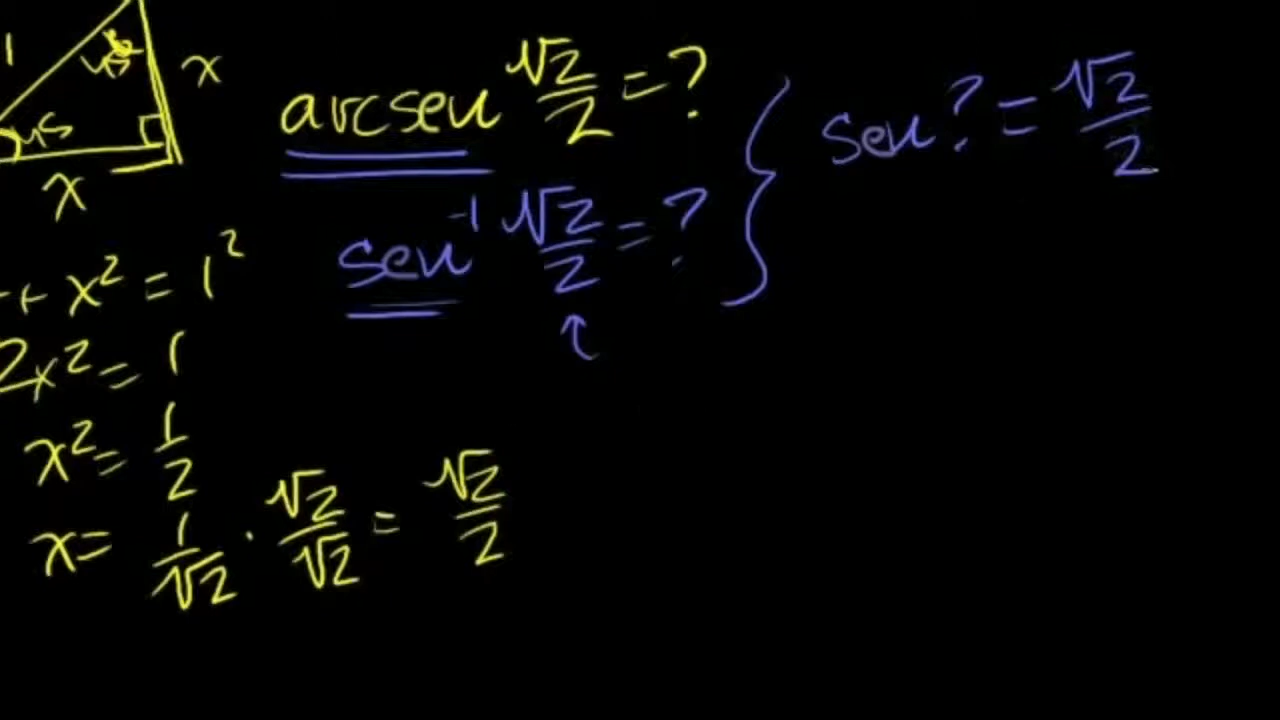 1
45
x
45
x
arcsen √2/2 = ?
sen⁻¹ √2/2 = ?
sen ? = √2/2
+ x² = 1²
2x² = 1
x² = 1/2
x = 1/√2 · √2/√2 = √2/2